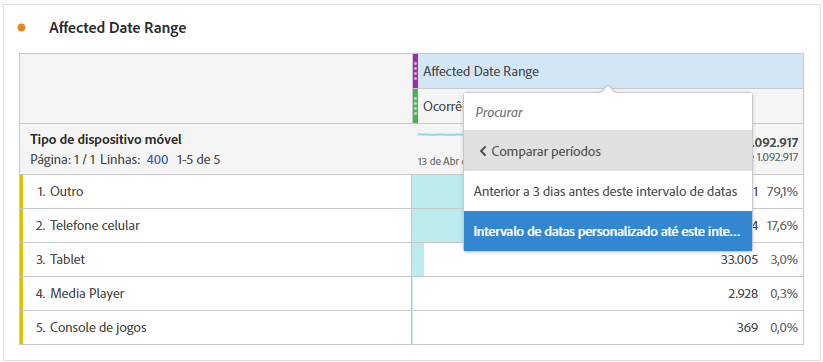 Affected Date Range
Affected Date Range
Ocorrê
Procurar
Comparar períodos
Anterior a 3 dias antes deste intervalo de datas
Intervalo de datas personalizado até este inte...
Tipo de dispositivo móvel
Página: 1 / 1 Linhas: 400 1-5 de 5
13 de Abr
.092.917
1.092.917
1. Outro 1 79,1%
2. Telefone celular 4 17,6%
3. Tablet 33.005 3,0%
4. Media Player 2.928 0,3%
5. Console de jogos 369 0,0%